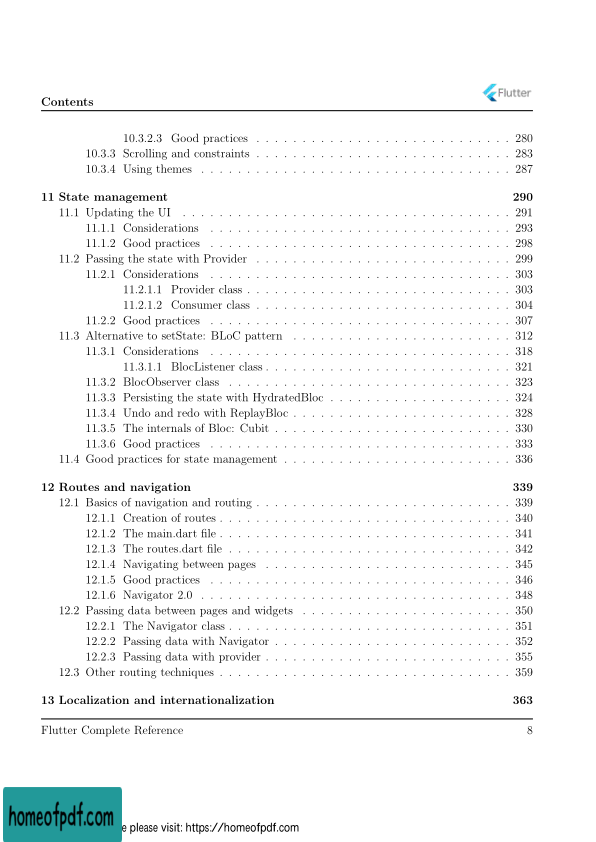 Flutter
Contents
10.3.2.3 Good practices . . . . . . . . . . . . . . . . . . . . . . . . . . . . 280
10.3.3 Scrolling and constraints . . . . . . . . . . . . . . . . . . . . . . . . . . . . 283
10.3.4 Using themes . . . . . . . . . . . . . . . . . . . . . . . . . . . . . . . . . . 287
11 State management 290
11.1 Updating the UI . . . . . . . . . . . . . . . . . . . . . . . . . . . . . . . . . . . . 291
11.1.1 Considerations . . . . . . . . . . . . . . . . . . . . . . . . . . . . . . . . . 293
11.1.2 Good practices . . . . . . . . . . . . . . . . . . . . . . . . . . . . . . . . . 298
11.2 Passing the state with Provider . . . . . . . . . . . . . . . . . . . . . . . . . . . . 299
11.2.1 Considerations . . . . . . . . . . . . . . . . . . . . . . . . . . . . . . . . . 303
11.2.1.1 Provider class . . . . . . . . . . . . . . . . . . . . . . . . . . . . . 303
11.2.1.2 Consumer class . . . . . . . . . . . . . . . . . . . . . . . . . . . . 304
11.2.2 Good practices . . . . . . . . . . . . . . . . . . . . . . . . . . . . . . . . . 307
11.3 Alternative to setState: BLoC pattern . . . . . . . . . . . . . . . . . . . . . . . . 312
11.3.1 Considerations . . . . . . . . . . . . . . . . . . . . . . . . . . . . . . . . . 318
11.3.1.1 BlocListener class . . . . . . . . . . . . . . . . . . . . . . . . . . . 321
11.3.2 BlocObserver class . . . . . . . . . . . . . . . . . . . . . . . . . . . . . . . 323
11.3.3 Persisting the state with HydratedBloc . . . . . . . . . . . . . . . . . . . . 324
11.3.4 Undo and redo with ReplayBloc . . . . . . . . . . . . . . . . . . . . . . . . 328
11.3.5 The internals of Bloc: Cubit . . . . . . . . . . . . . . . . . . . . . . . . . . 330
11.3.6 Good practices . . . . . . . . . . . . . . . . . . . . . . . . . . . . . . . . . 333
11.4 Good practices for state management . . . . . . . . . . . . . . . . . . . . . . . . . 336
12 Routes and navigation 339
12.1 Basics of navigation and routing . . . . . . . . . . . . . . . . . . . . . . . . . . . . 339
12.1.1 Creation of routes . . . . . . . . . . . . . . . . . . . . . . . . . . . . . . . . 340
12.1.2 The main.dart file . . . . . . . . . . . . . . . . . . . . . . . . . . . . . . . . 341
12.1.3 The routes.dart file . . . . . . . . . . . . . . . . . . . . . . . . . . . . . . . 342
12.1.4 Navigating between pages . . . . . . . . . . . . . . . . . . . . . . . . . . . 345
12.1.5 Good practices . . . . . . . . . . . . . . . . . . . . . . . . . . . . . . . . . 346
12.1.6 Navigator 2.0 . . . . . . . . . . . . . . . . . . . . . . . . . . . . . . . . . . 348
12.2 Passing data between pages and widgets . . . . . . . . . . . . . . . . . . . . . . . 350
12.2.1 The Navigator class . . . . . . . . . . . . . . . . . . . . . . . . . . . . . . . 351
12.2.2 Passing data with Navigator . . . . . . . . . . . . . . . . . . . . . . . . . . 352
12.2.3 Passing data with provider . . . . . . . . . . . . . . . . . . . . . . . . . . . 355
12.3 Other routing techniques . . . . . . . . . . . . . . . . . . . . . . . . . . . . . . . . 359
13 Localization and internationalization 363
Flutter Complete Reference 8
homeofpdf.com
e please visit: https://homeofpdf.com